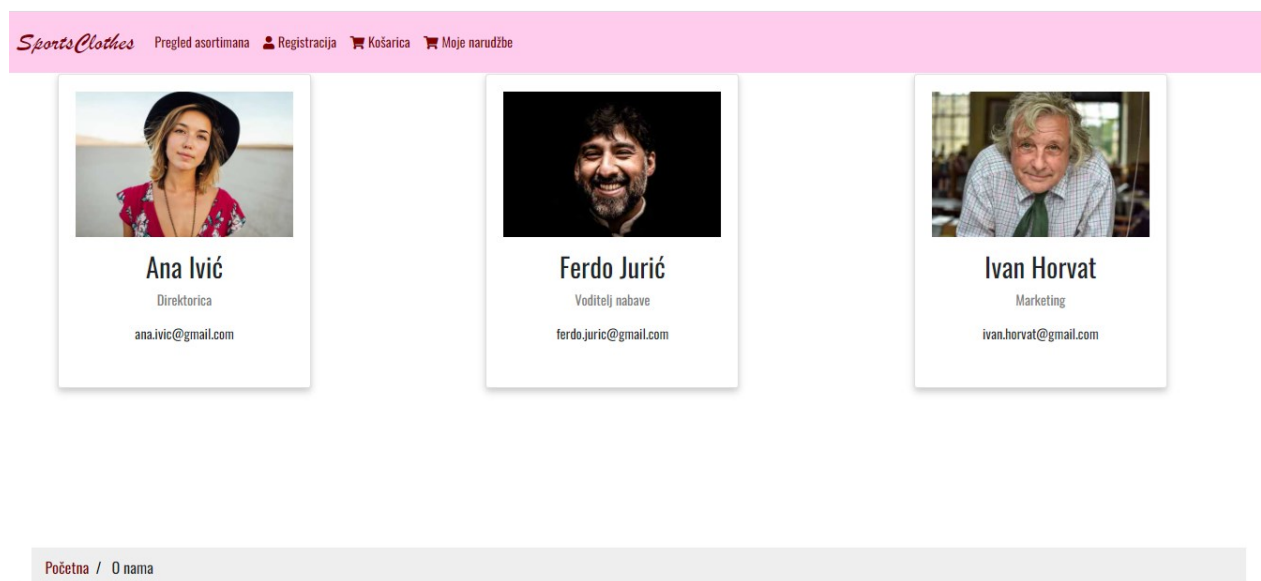 SportsClothes Pregled asortimana Registracija Košarica Moje narudžbe
Ana Ivić
Direktorica
ana.ivic@gmail.com
Ferdo Jurić
Voditelj nabave
ferdo.juric@gmail.com
Ivan Horvat
Marketing
ivan.horvat@gmail.com
Početna / O nama